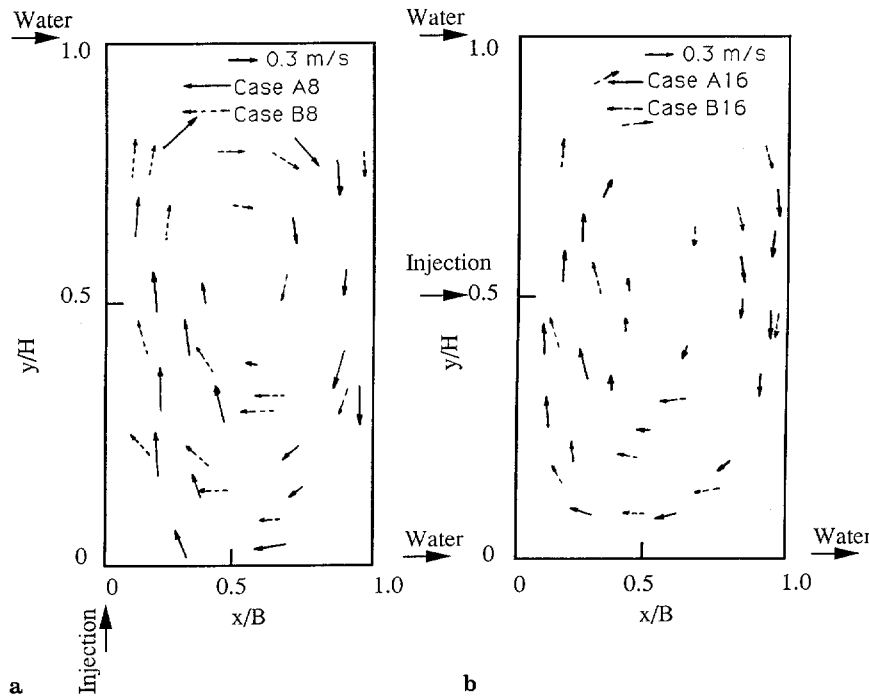 Water
1.0
0.3 m/s
Case A8
Case B8
0.5
y/H
0
0
0.5
1.0
x/B
Injection
Water
a
Water
1.0
0.3 m/s
Case A16
Case B16
Injection
0.5
y/H
0
0
0.5
1.0
x/B
Water
b